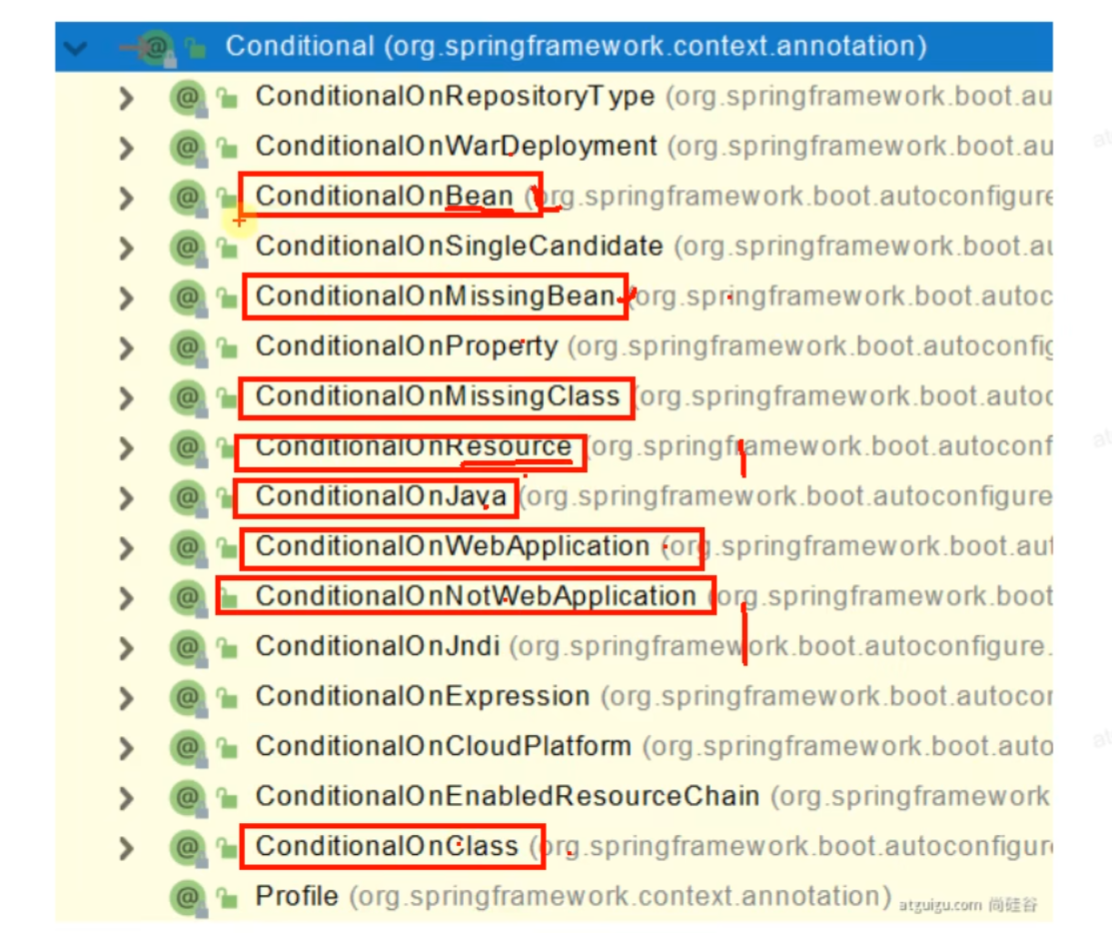 Conditional (org.springframework.context.annotation)
ConditionalOnRepositoryType (org.springframework.boot.au
ConditionalOnWarDeployment (org.springframework.boot.au
ConditionalOnBean (org.springframework.boot.autoconfigure
ConditionalOnSingleCandidate (org.springframework.boot.au
ConditionalOnMissingBean (org.springframework.boot.autoc
ConditionalOnProperty (org.springframework.boot.autoconfig
ConditionalOnMissingClass (org.springframework.boot.autoc
ConditionalOnResource (org.springframework.boot.autoconf
ConditionalOnJava (org.springframework.boot.autoconfigure
ConditionalOnWebApplication (org.springframework.boot.aut
ConditionalOnNotWebApplication (org.springframework.boot
ConditionalOnJndi (org.springframework.boot.autoconfigure.
ConditionalOnExpression (org.springframework.boot.autocon
ConditionalOnCloudPlatform (org.springframework.boot.auto
ConditionalOnEnabledResourceChain (org.springframework
ConditionalOnClass (org.springframework.boot.autoconfigure
Profile (org.springframework.context.annotation)
atguigu.com 尚硅谷